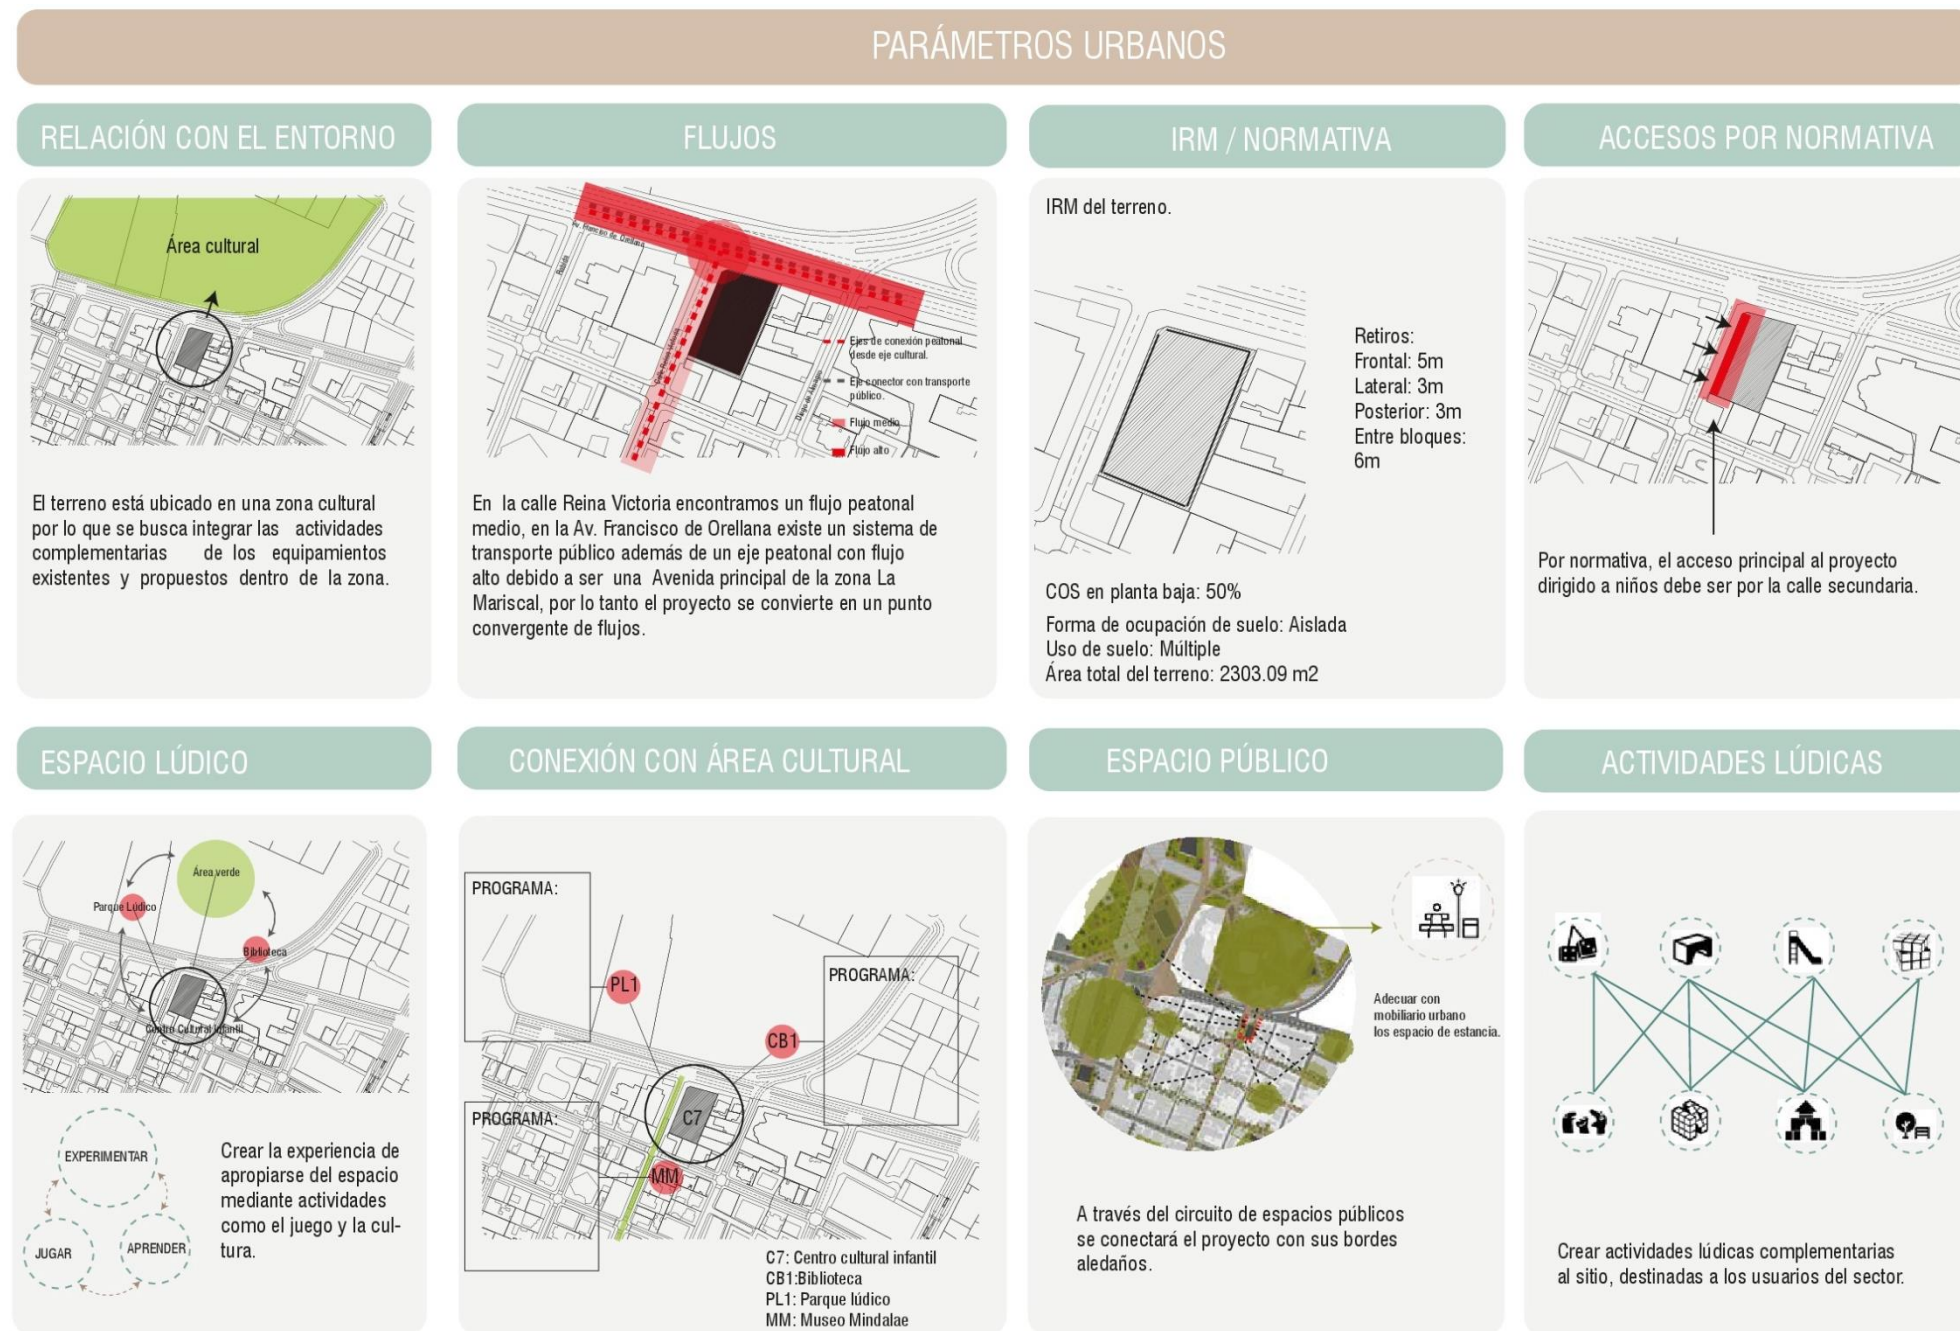 PARÁMETROS URBANOS
RELACIÓN CON EL ENTORNO
Área cultural
El terreno está ubicado en una zona cultural
por lo que se busca integrar las actividades
complementarias de los equipamientos
existentes y propuestos dentro de la zona.
FLUJOS
Av. Francisco de Orellana
Calle Reina Victoria
Diego de Almagro
Ejes de conexión peatonal
desde eje cultural.
Eje conector con transporte
público.
Flujo medio
Flujo alto
En la calle Reina Victoria encontramos un flujo peatonal
medio, en la Av. Francisco de Orellana existe un sistema de
transporte público además de un eje peatonal con flujo
alto debido a ser una Avenida principal de la zona La
Mariscal, por lo tanto el proyecto se convierte en un punto
convergente de flujos.
IRM / NORMATIVA
IRM del terreno.
Retiros:
Frontal: 5m
Lateral: 3m
Posterior: 3m
Entre bloques:
6m
COS en planta baja: 50%
Forma de ocupación de suelo: Aislada
Uso de suelo: Múltiple
Área total del terreno: 2303.09 m2
ACCESOS POR NORMATIVA
Por normativa, el acceso principal al proyecto
dirigido a niños debe ser por la calle secundaria.
ESPACIO LÚDICO
Área verde
Parque Lúdico
Biblioteca
Centro Cultural Infantil
EXPERIMENTAR
JUGAR
APRENDER
Crear la experiencia de
apropiarse del espacio
mediante actividades
como el juego y la cul-
tura.
CONEXIÓN CON ÁREA CULTURAL
PROGRAMA:
PL1
PROGRAMA:
CB1
PROGRAMA:
C7
MM
C7: Centro cultural infantil
CB1:Biblioteca
PL1: Parque lúdico
MM: Museo Mindalae
ESPACIO PÚBLICO
Adecuar con
mobiliario urbano
los espacio de estancia.
A través del circuito de espacios públicos
se conectará el proyecto con sus bordes
aledaños.
ACTIVIDADES LÚDICAS
Crear actividades lúdicas complementarias
al sitio, destinadas a los usuarios del sector.